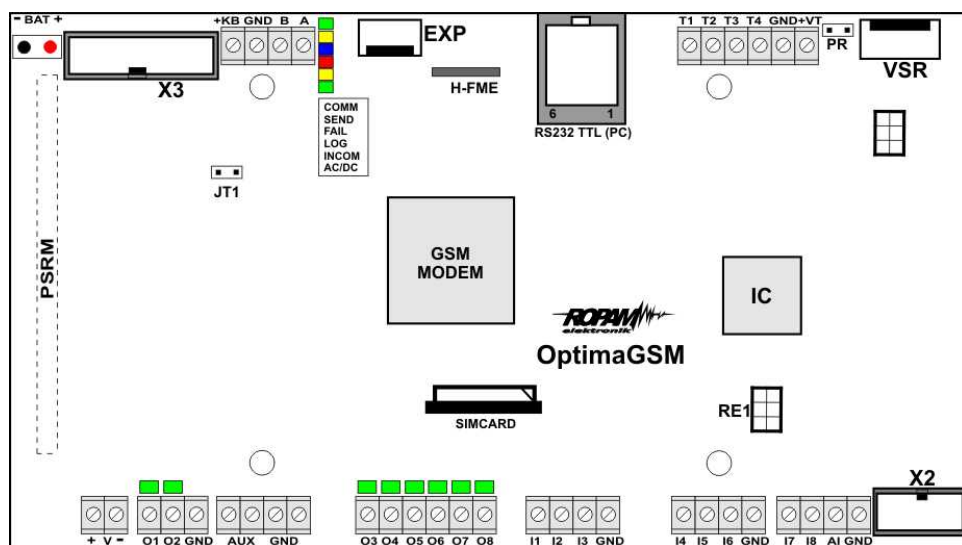 - BAT +
+KB GND B A
X3
EXP
H-FME
6 1
RS232 TTL (PC)
T1 T2 T3 T4 GND+VT
PR
VSR
COMM
SEND
FAIL
LOG
INCOM
AC/DC
JT1
PSRM
GSM
MODEM
IC
ROPAM
elektronik
OptimaGSM
SIMCARD
RE1
X2
+ V -
O1 O2 GND
AUX GND
O3 O4 O5 O6 O7 O8
I1 I2 I3 GND
I4 I5 I6 GND
I7 I8 AI GND